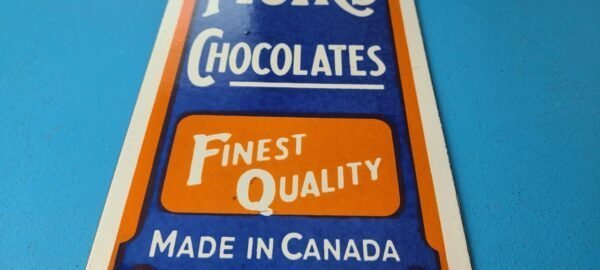 CHOCOLATES
FINEST
QUALITY
MADE IN CANADA